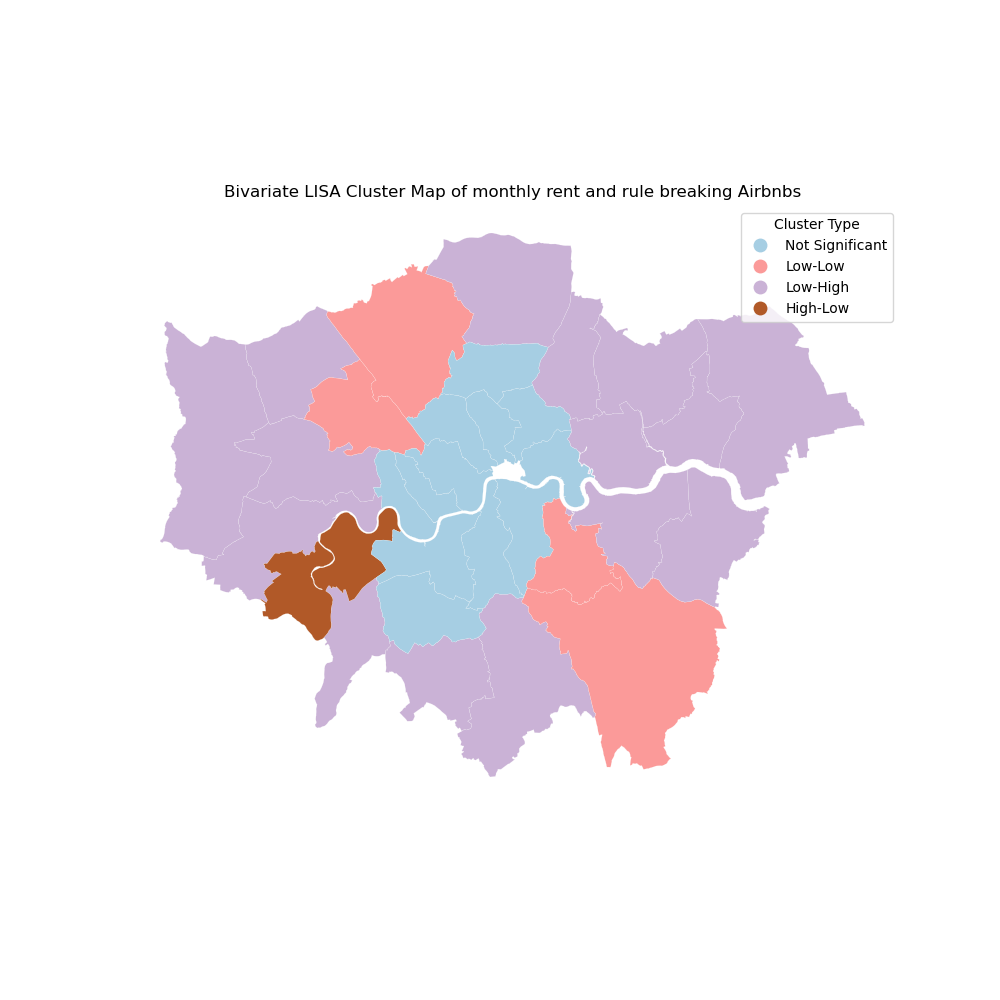 Bivariate LISA Cluster Map of monthly rent and rule breaking Airbnbs
Cluster Type
Not Significant
Low-Low
Low-High
High-Low